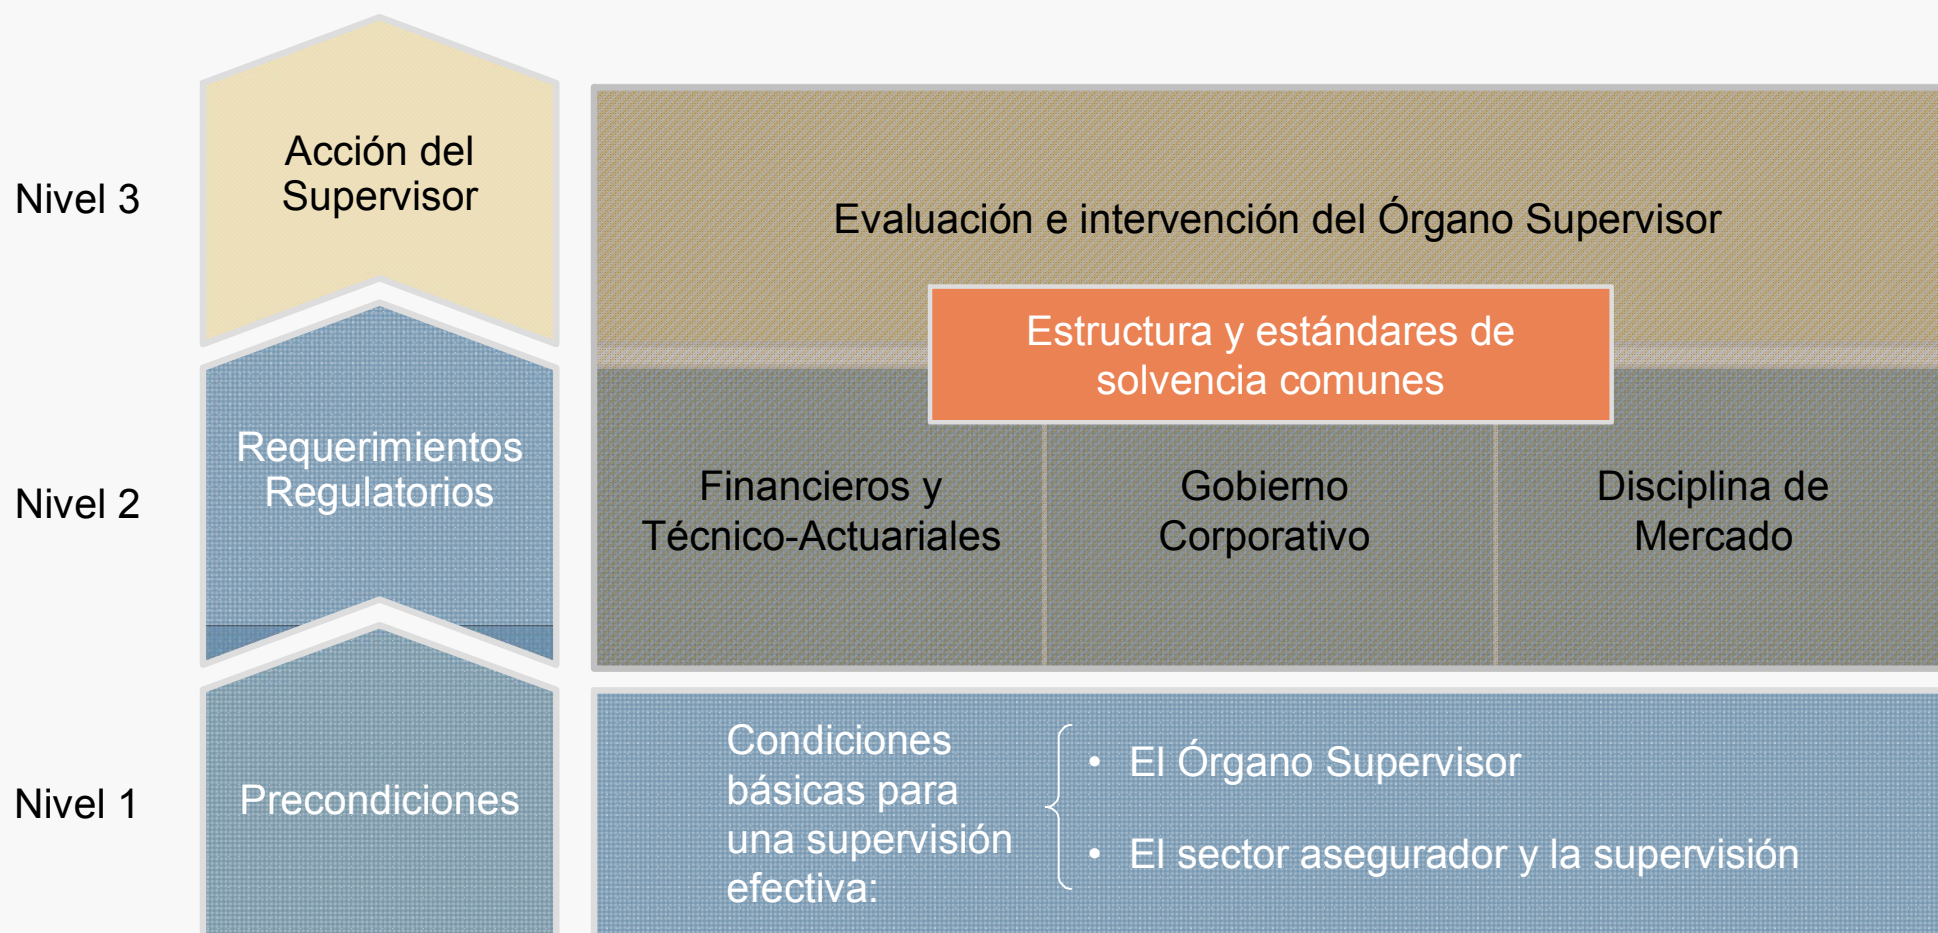 Nivel 3
Acción del
Supervisor
Evaluación e intervención del Órgano Supervisor
Estructura y estándares de
solvencia comunes
Nivel 2
Requerimientos
Regulatorios
Financieros y
Técnico-Actuariales
Gobierno
Corporativo
Disciplina de
Mercado
Nivel 1
Precondiciones
Condiciones
básicas para
una supervisión
efectiva:
• El Órgano Supervisor
• El sector asegurador y la supervisión